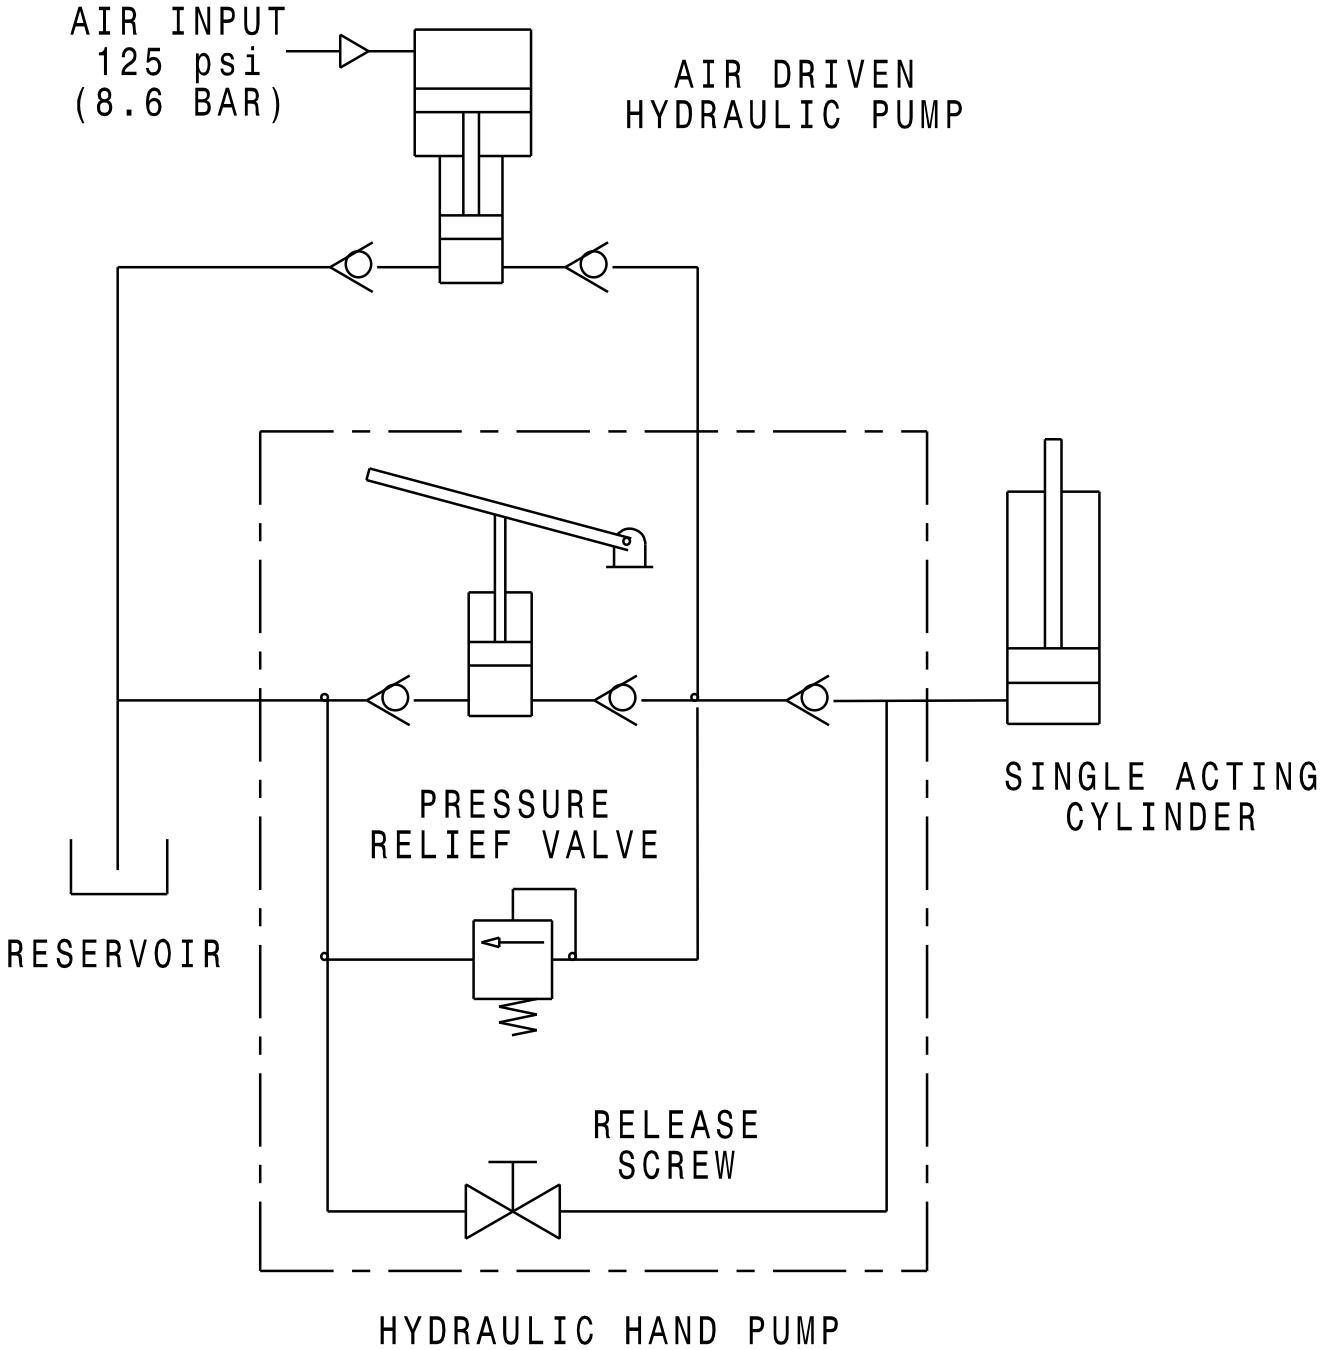 AIR INPUT
125 psi
(8.6 BAR)
AIR DRIVEN
HYDRAULIC PUMP
SINGLE ACTING
CYLINDER
PRESSURE
RELIEF VALVE
RESERVOIR
RELEASE
SCREW
HYDRAULIC HAND PUMP